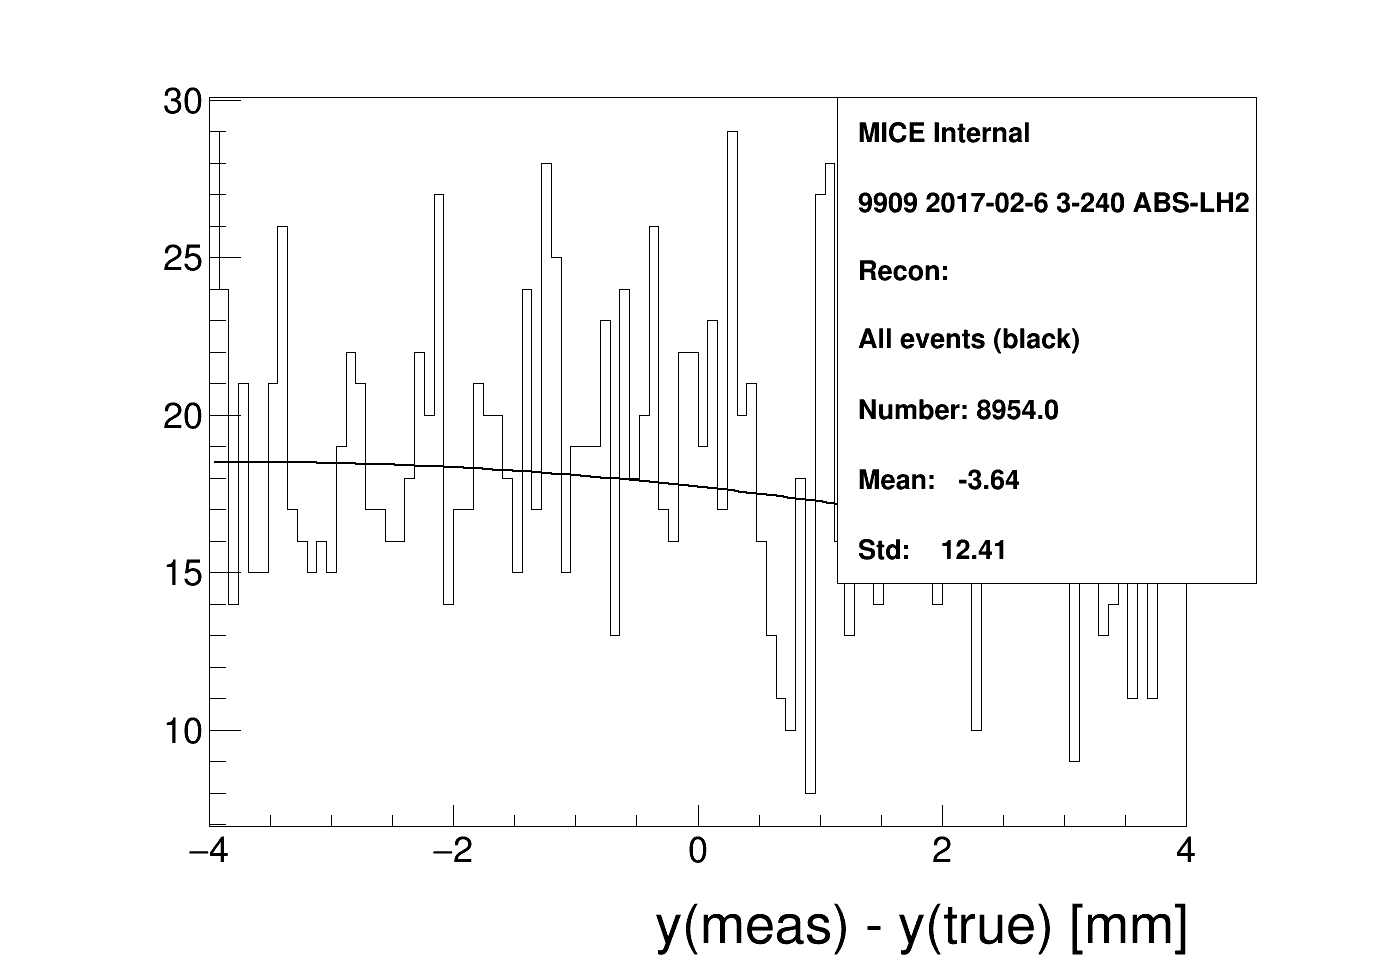 30
25
20
15
10
−4 −2 0 2 4
y(meas) - y(true) [mm]
MICE Internal
9909 2017-02-6 3-240 ABS-LH2
Recon:
All events (black)
Number: 8954.0
Mean: -3.64
Std: 12.41